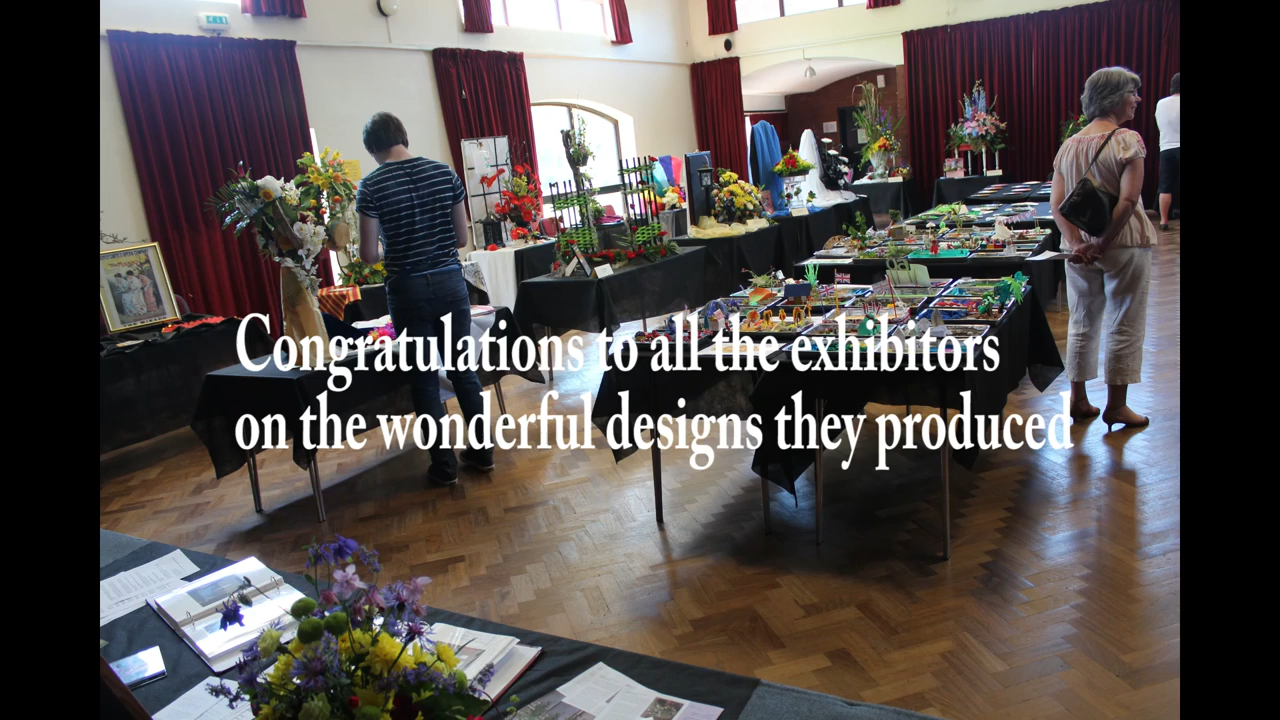 Congratulations to all the exhibitors
on the wonderful designs they produced